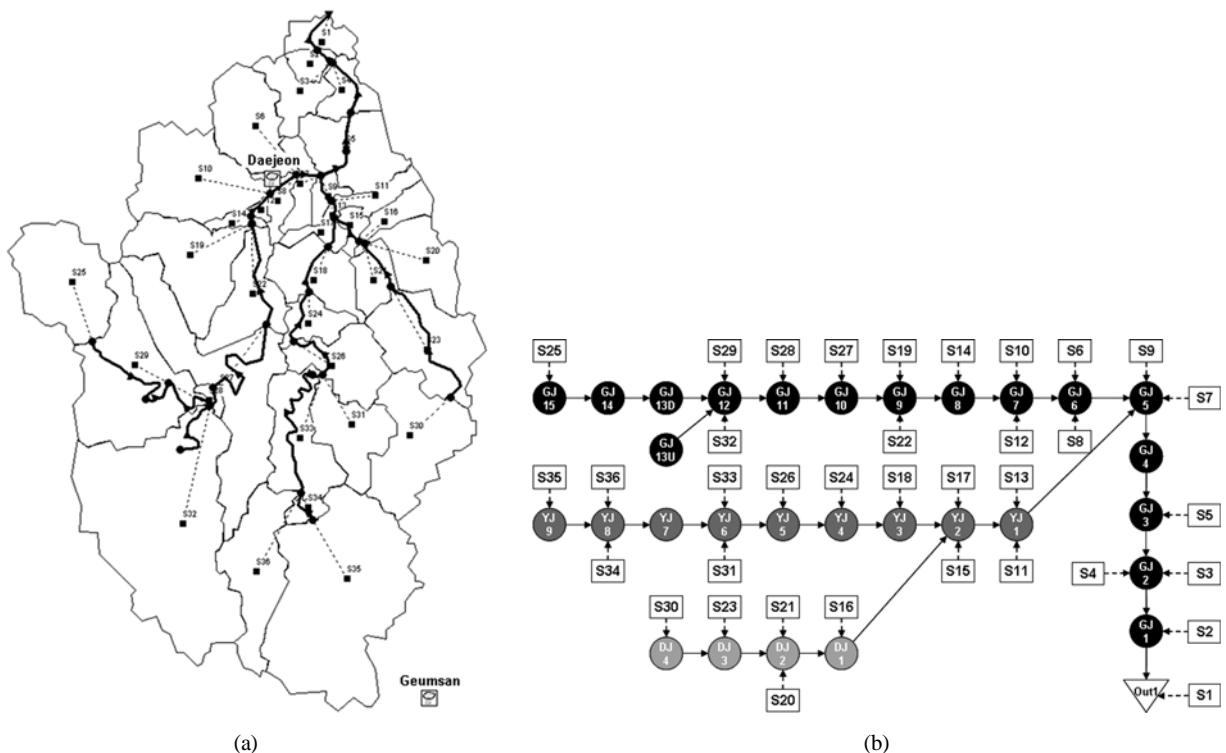 S1
S2
S3
S4
S6
Daejeon
S10
S8
S9
S11
S14
S15
S16
S19
S20
S25
S18
S22
S24
S23
S29
S26
S31
S30
S33
S32
S34
S36
S35
Geumsan
(a)
S25 S29 S28 S27 S19 S14 S10 S6 S9
GJ 15 GJ 14 GJ 13D GJ 12 GJ 11 GJ 10 GJ 9 GJ 8 GJ 7 GJ 6 GJ 5 S7
GJ 13U S32 S22 S12 S8
GJ 4
S35 S36 S33 S26 S24 S18 S17 S13
YJ 9 YJ 8 YJ 7 YJ 6 YJ 5 YJ 4 YJ 3 YJ 2 YJ 1 GJ 3 S5
S34 S31 S15 S11 S4 GJ 2 S3
S30 S23 S21 S16
GJ 1 S2
DJ 4 DJ 3 DJ 2 DJ 1
S20 Out1 S1
(b)